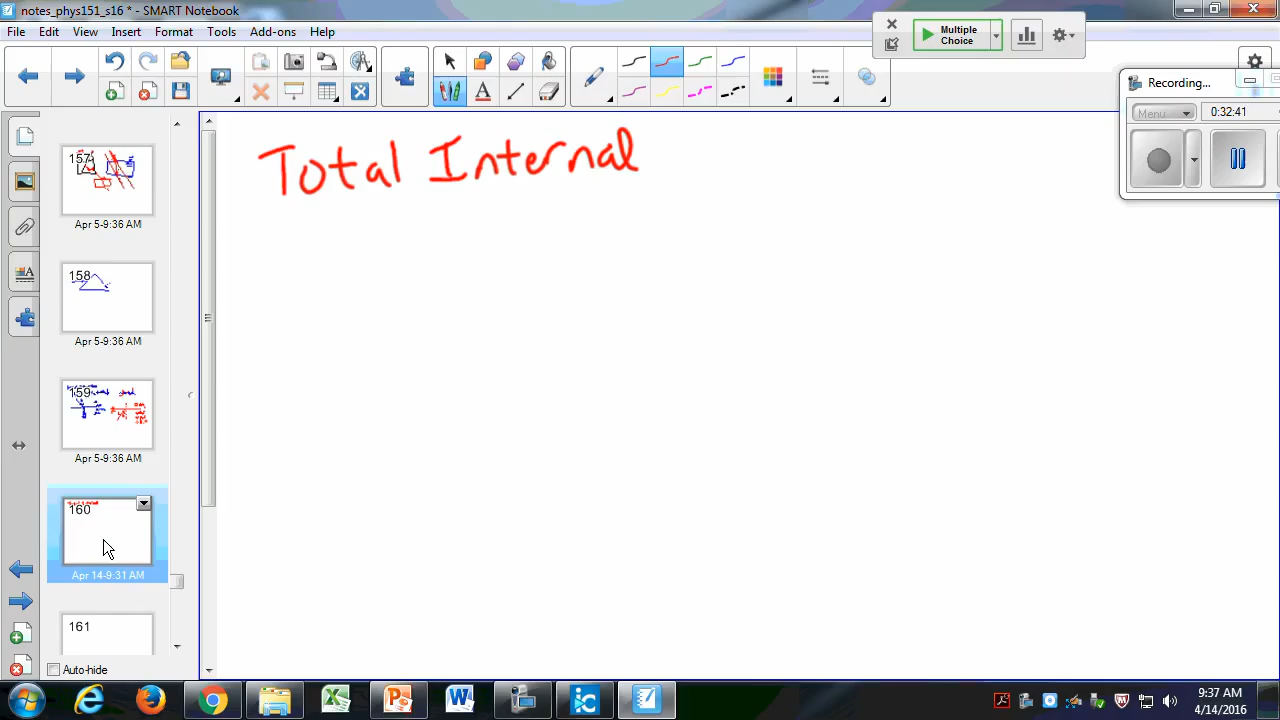 notes_phys151_s16 * - SMART Notebook
File Edit View Insert Format Tools Add-ons Help
Multiple
Choice
Recording...
Menu
0:32:41
Total Internal
157
Apr 5-9:36 AM
158
Apr 5-9:36 AM
159
Apr 5-9:36 AM
160
Apr 14-9:31 AM
161
Auto-hide
9:37 AM
4/14/2016